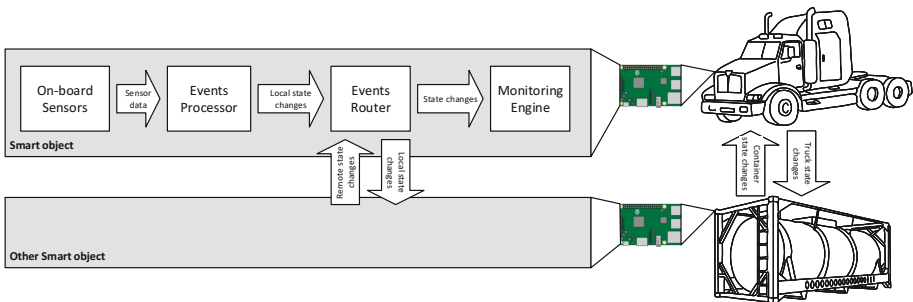 On-board
Sensors
Sensor
data
Events
Processor
Local state
changes
Events
Router
State changes
Monitoring
Engine
Smart object
Remote state
changes
Local state
changes
Container
state changes
Truck state
changes
Other Smart object